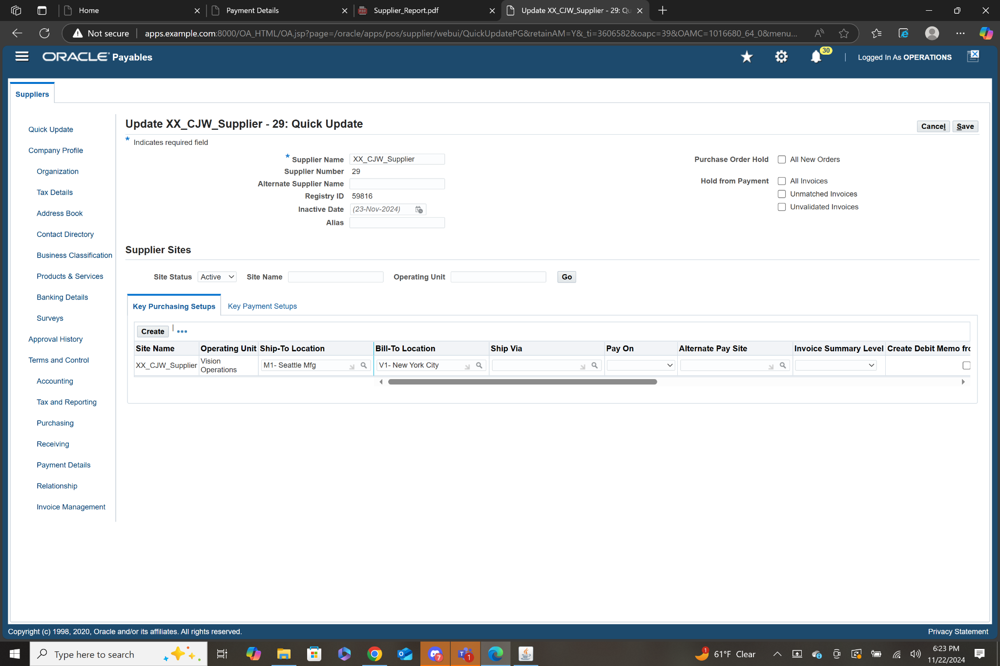 Home
Payment Details
Supplier_Report.pdf
Update XX_CJW_Supplier - 29: Qu
Not secure
apps.example.com:8000/OA_HTML/OA.jsp?page=/oracle/apps/pos/supplier/webui/QuickUpdatePG&retainAM=Y&_ti=3606582&oapc=39&OAMC=1016680_64_0&menu...
ORACLE Payables
30
Logged In As OPERATIONS
Suppliers
Quick Update
Company Profile
Organization
Tax Details
Address Book
Contact Directory
Business Classification
Products & Services
Banking Details
Surveys
Approval History
Terms and Control
Accounting
Tax and Reporting
Purchasing
Receiving
Payment Details
Relationship
Invoice Management
Update XX_CJW_Supplier - 29: Quick Update
Cancel Save
* Indicates required field
* Supplier Name XX_CJW_Supplier
Supplier Number 29
Alternate Supplier Name
Registry ID 59816
Inactive Date (23-Nov-2024)
Alias
Purchase Order Hold All New Orders
Hold from Payment All Invoices
Unmatched Invoices
Unvalidated Invoices
Supplier Sites
Site Status Active Site Name Operating Unit Go
Key Purchasing Setups Key Payment Setups
Create
Site Name Operating Unit Ship-To Location Bill-To Location Ship Via Pay On Alternate Pay Site Invoice Summary Level Create Debit Memo fro
XX_CJW_Supplier Vision Operations M1- Seattle Mfg V1- New York City
Copyright (c) 1998, 2020, Oracle and/or its affiliates. All rights reserved.
Privacy Statement
Type here to search
7
1
1
61°F Clear
6:23 PM
11/22/2024